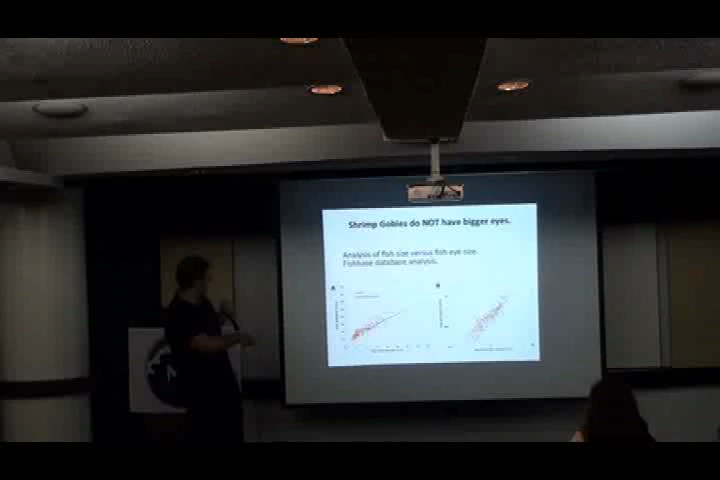 Shrimp Gobies do NOT have bigger eyes.
Analysis of fish size versus fish eye size.
Fishbase database analysis.
A
B